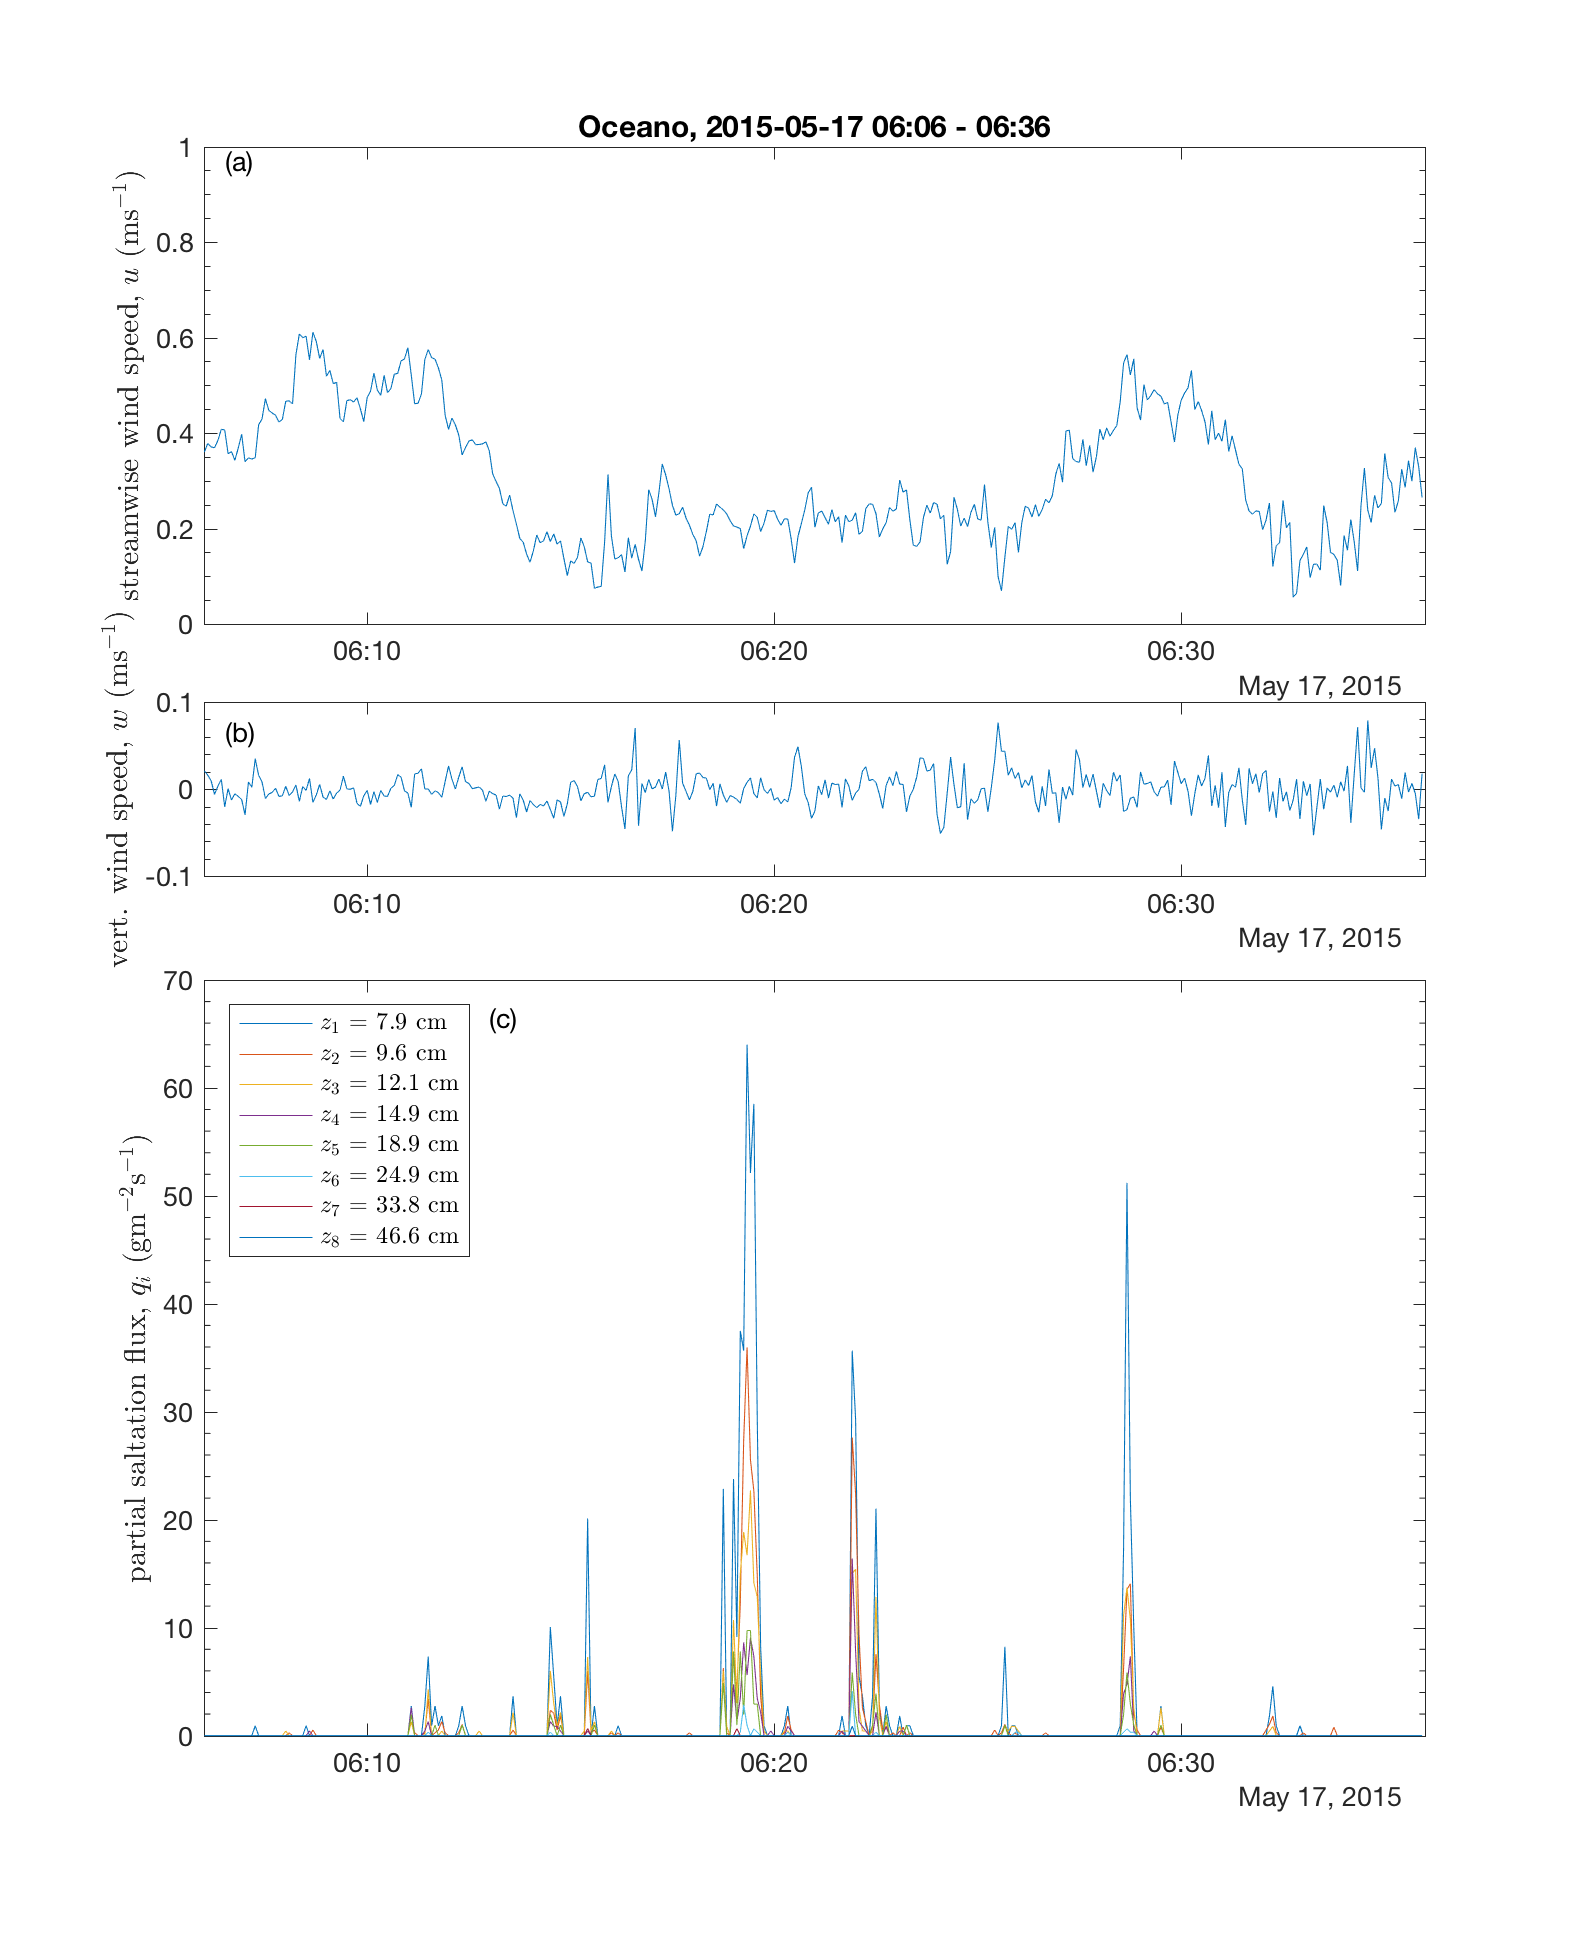 Oceano, 2015-05-17 06:06 - 06:36
(a)
streamwise wind speed, u (ms⁻¹)
1
0.8
0.6
0.4
0.2
0
06:10 06:20 06:30
May 17, 2015
(b)
vert. wind speed, w (ms⁻¹)
0.1
0
-0.1
06:10 06:20 06:30
May 17, 2015
(c)
partial saltation flux, qᵢ (gm⁻²s⁻¹)
70
60
50
40
30
20
10
0
z₁ = 7.9 cm
z₂ = 9.6 cm
z₃ = 12.1 cm
z₄ = 14.9 cm
z₅ = 18.9 cm
z₆ = 24.9 cm
z₇ = 33.8 cm
z₈ = 46.6 cm
06:10 06:20 06:30
May 17, 2015